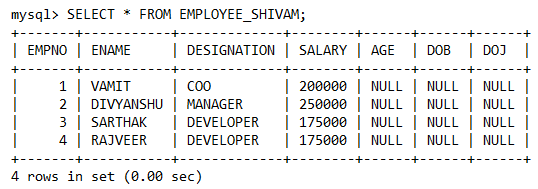 mysql> SELECT * FROM EMPLOYEE_SHIVAM;
+-------+-----------+-------------+--------+------+------+------+
| EMPNO | ENAME     | DESIGNATION | SALARY | AGE  | DOB  | DOJ  |
+-------+-----------+-------------+--------+------+------+------+
|     1 | VAMIT     | COO         | 200000 | NULL | NULL | NULL |
|     2 | DIVYANSHU | MANAGER     | 250000 | NULL | NULL | NULL |
|     3 | SARTHAK   | DEVELOPER   | 175000 | NULL | NULL | NULL |
|     4 | RAJVEER   | DEVELOPER   | 175000 | NULL | NULL | NULL |
+-------+-----------+-------------+--------+------+------+------+
4 rows in set (0.00 sec)